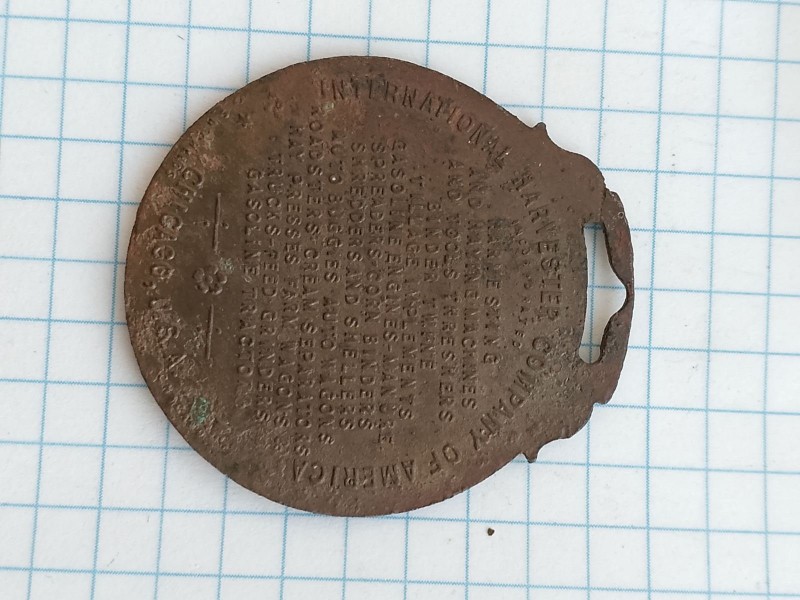 INTERNATIONAL HARVESTER COMPANY OF AMERICA
(INCORPORATED)
HARVESTING
AND HAYING MACHINES
AND TOOLS THRESHERS
BINDER TWINE
TILLAGE IMPLEMENTS
GASOLINE ENGINES-MANURE
SPREADERS-CORN BINDERS
SHREDDERS AND SHELLERS
AUTO BUGGIES AUTO WAGONS
ROADSTERS CREAM SEPARATORS
HAY PRESSES FARM WAGONS
TRUCKS-FEED GRINDERS
GASOLINE TRACTORS
CHICAGO, U.S.A.